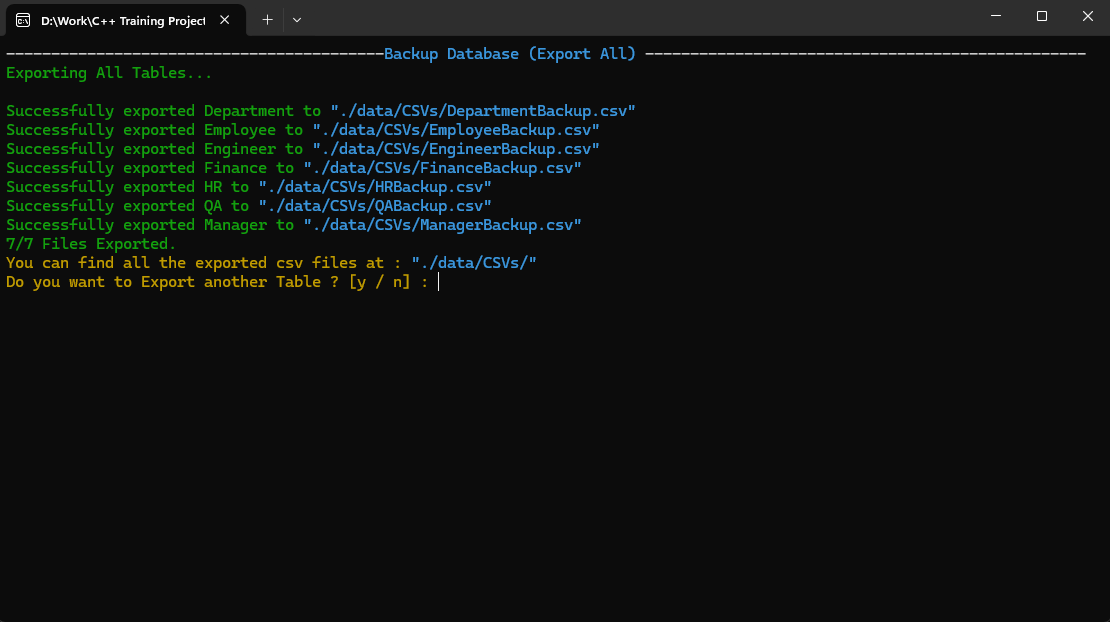 D:\Work\C++ Training Project
-------------------------------------------Backup Database (Export All) --------------------------------------------------
Exporting All Tables...
Successfully exported Department to "./data/CSVs/DepartmentBackup.csv"
Successfully exported Employee to "./data/CSVs/EmployeeBackup.csv"
Successfully exported Engineer to "./data/CSVs/EngineerBackup.csv"
Successfully exported Finance to "./data/CSVs/FinanceBackup.csv"
Successfully exported HR to "./data/CSVs/HRBackup.csv"
Successfully exported QA to "./data/CSVs/QABackup.csv"
Successfully exported Manager to "./data/CSVs/ManagerBackup.csv"
7/7 Files Exported.
You can find all the exported csv files at : "./data/CSVs/"
Do you want to Export another Table ? [y / n] :